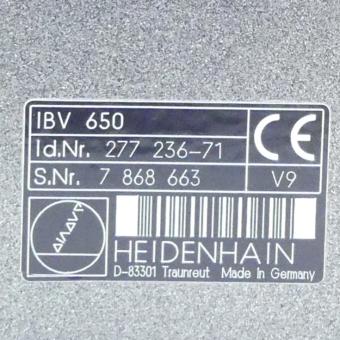 IBV 650
Id.Nr. 277 236-71
S.Nr. 7 868 663
CE
V9
HEIDENHAIN
D-83301 Traunreut Made in Germany